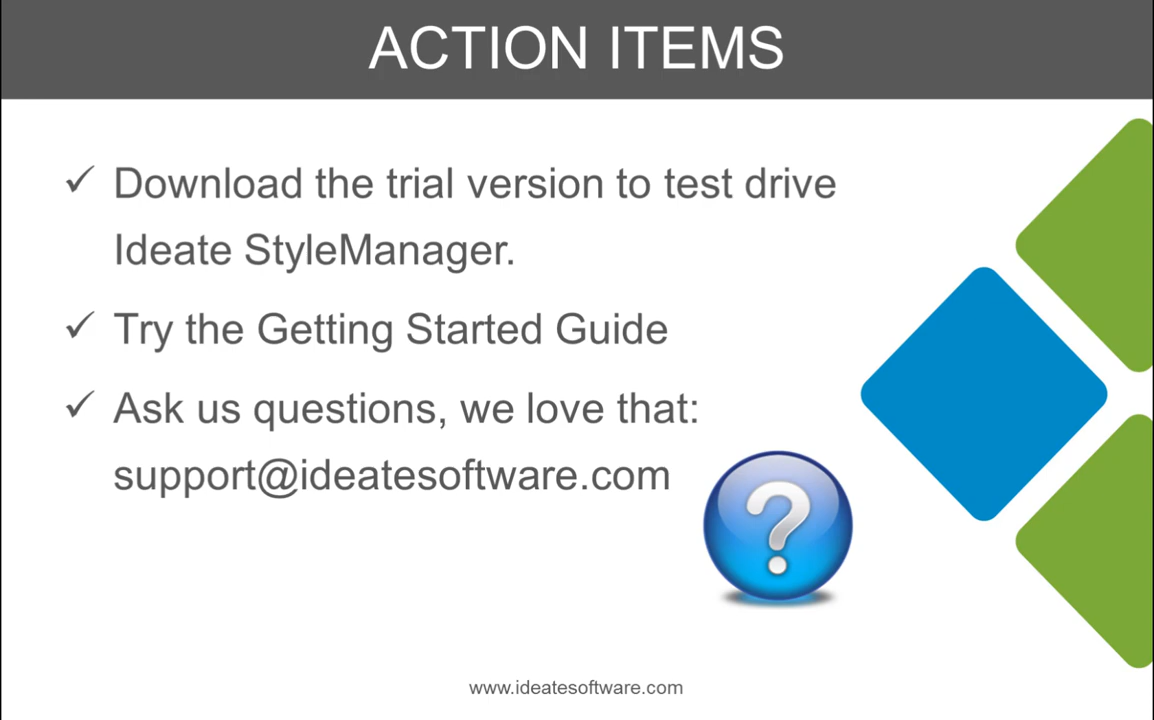 ACTION ITEMS
✓ Download the trial version to test drive
Ideate StyleManager.
✓ Try the Getting Started Guide
✓ Ask us questions, we love that:
support@ideatesoftware.com
?
www.ideatesoftware.com